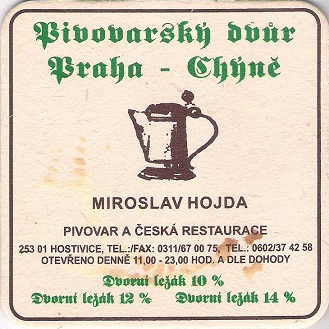 Pivovarský dvůr
Praha - Chýně
MIROSLAV HOJDA
PIVOVAR A ČESKÁ RESTAURACE
253 01 HOSTIVICE, TEL.:/FAX: 0311/67 00 75, TEL.: 0602/37 42 58
OTEVŘENO DENNĚ 11,00 - 23,00 HOD. A DLE DOHODY
Dvorní ležák 10 %
Dvorní ležák 12 % Dvorní ležák 14 %